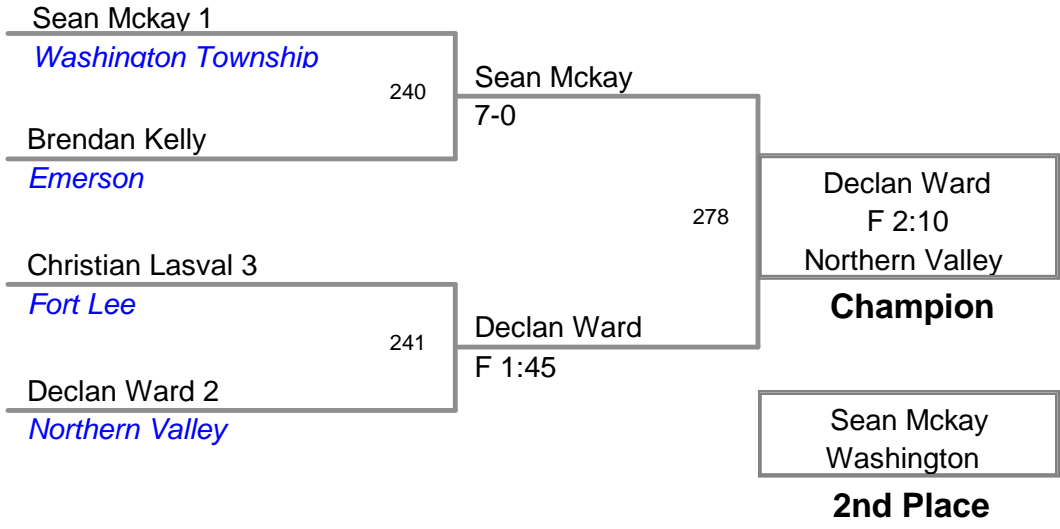 Sean Mckay 1
Washington Township
240
Sean Mckay
7-0
Brendan Kelly
Emerson
278
Declan Ward
F 2:10
Northern Valley
Champion
Christian Lasval 3
Fort Lee
241
Declan Ward
F 1:45
Declan Ward 2
Northern Valley
Sean Mckay
Washington
2nd Place